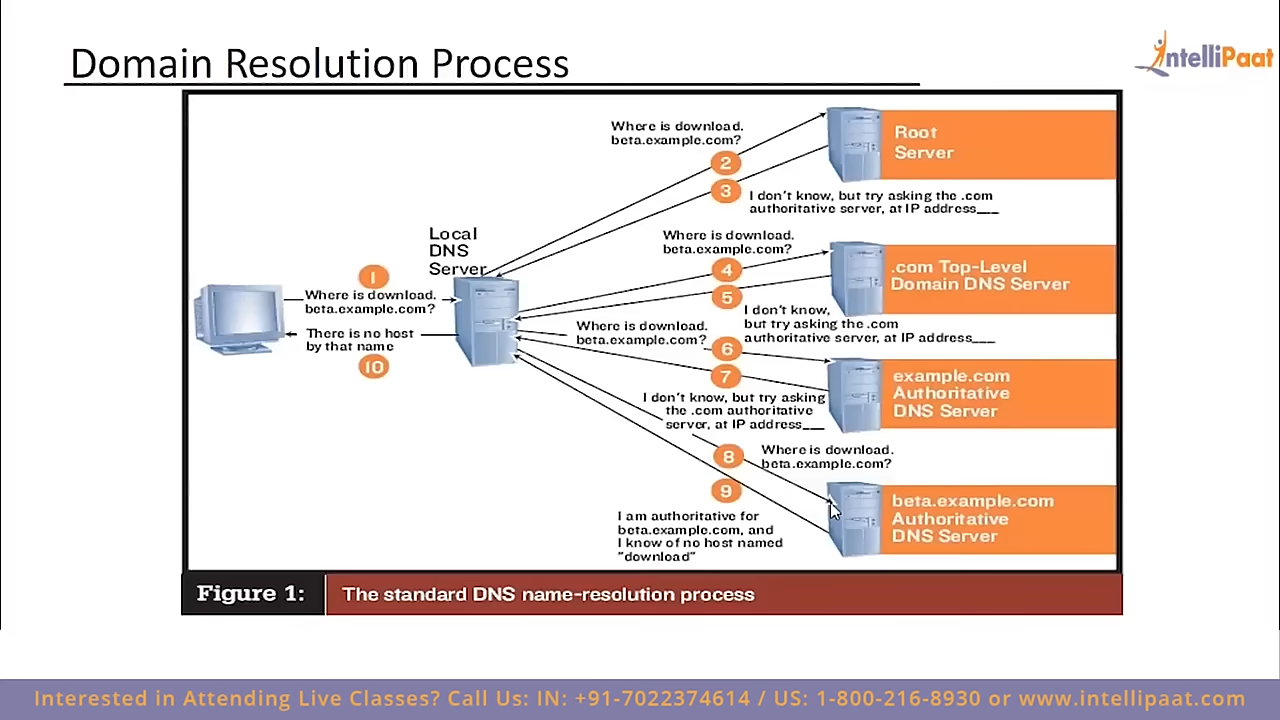 Domain Resolution Process
IntelliPaat
Where is download.
beta.example.com?
2
Root
Server
3
I don't know, but try asking the .com
authoritative server, at IP address___
Local
DNS
Server
Where is download.
beta.example.com?
4
.com Top-Level
Domain DNS Server
5
1
Where is download.
beta.example.com?
I don't know,
but try asking the .com
authoritative server, at IP address___
There is no host
by that name
10
Where is download.
beta.example.com?
6
example.com
Authoritative
DNS Server
7
I don't know, but try asking
the .com authoritative
server, at IP address___
8
Where is download.
beta.example.com?
9
beta.example.com
Authoritative
DNS Server
I am authoritative for
beta.example.com, and
I know of no host named
"download"
Figure 1:
The standard DNS name-resolution process
Interested in Attending Live Classes? Call Us: IN: +91-7022374614 / US: 1-800-216-8930 or www.intellipaat.com